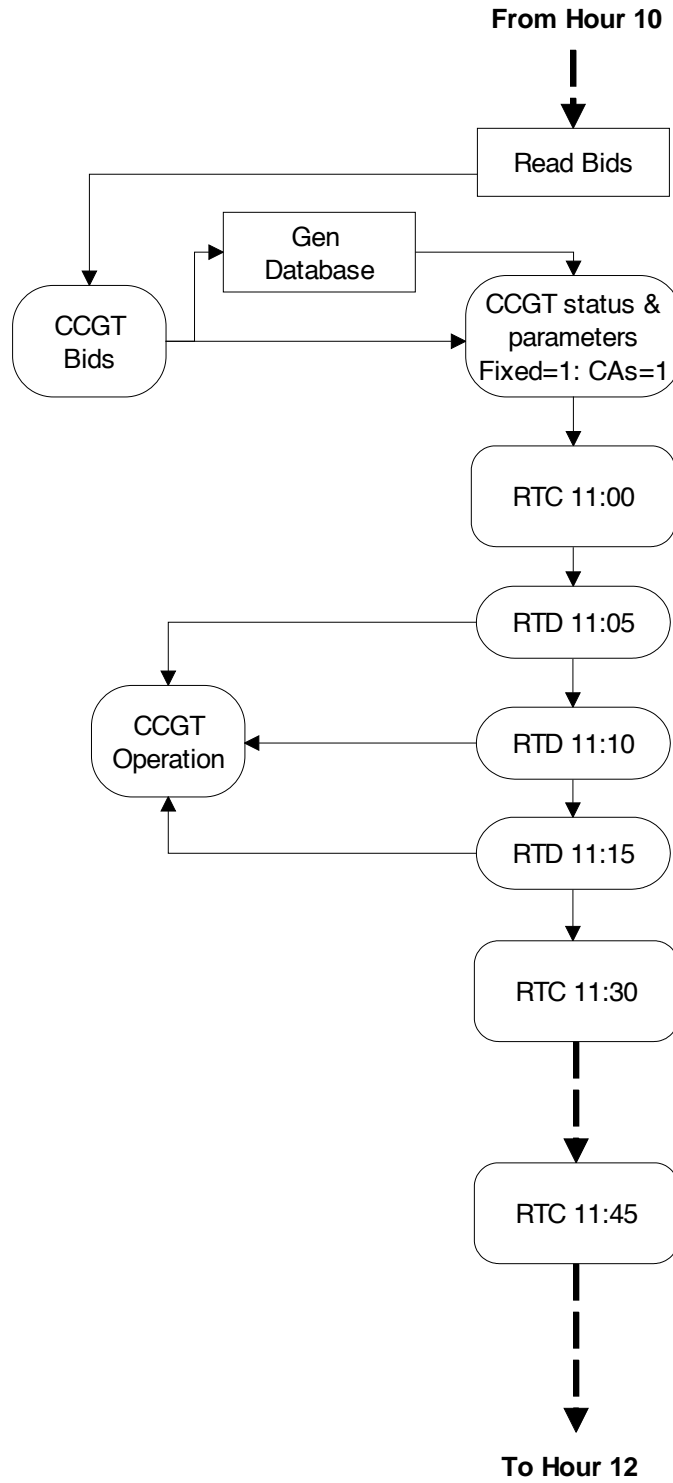 From Hour 10
Read Bids
Gen
Database
CCGT
Bids
CCGT status &
parameters
Fixed=1: CAs=1
RTC 11:00
RTD 11:05
CCGT
Operation
RTD 11:10
RTD 11:15
RTC 11:30
RTC 11:45
To Hour 12